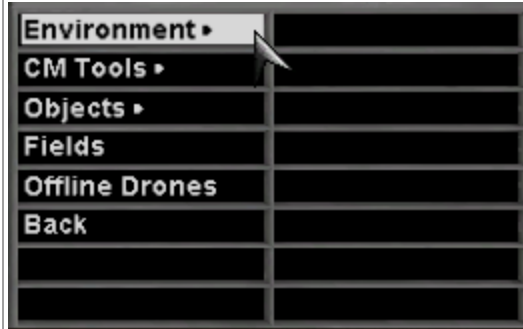 Environment ▸
CM Tools ▸
Objects ▸
Fields
Offline Drones
Back